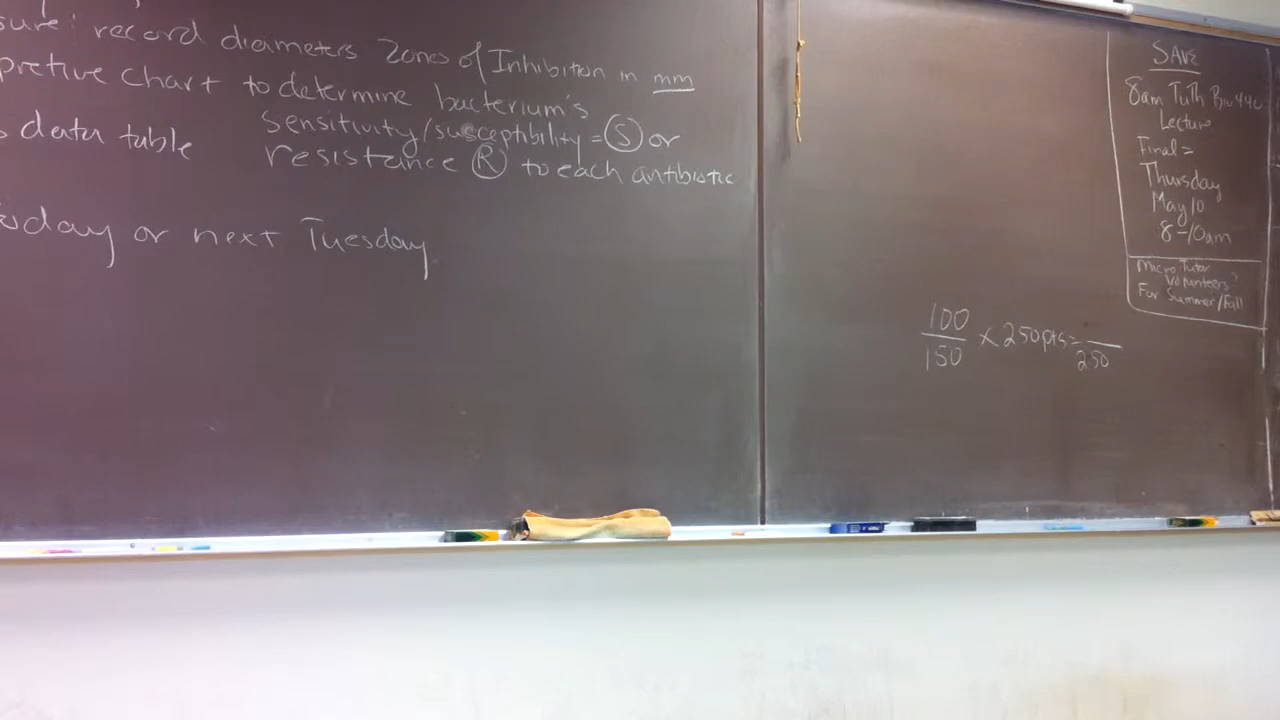 sure: record diameters Zones of Inhibition in mm
pretive chart to determine bacterium's
data table sensitivity/susceptibility = (S) or
resistance (R) to each antibiotic
or next Tuesday
SAVE
8am TuTh Bio 440
Lecture
Final =
Thursday
May 10
8-10am
Micro Tutor
Volunteers?
For Summer/Fall
100
150
x 250pts = __
250